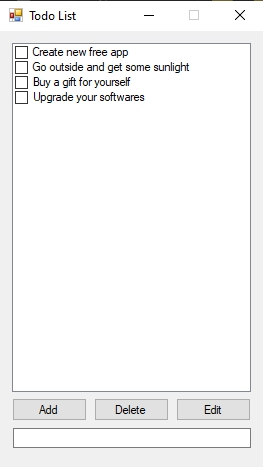 Todo List
Create new free app
Go outside and get some sunlight
Buy a gift for yourself
Upgrade your softwares
Add Delete Edit